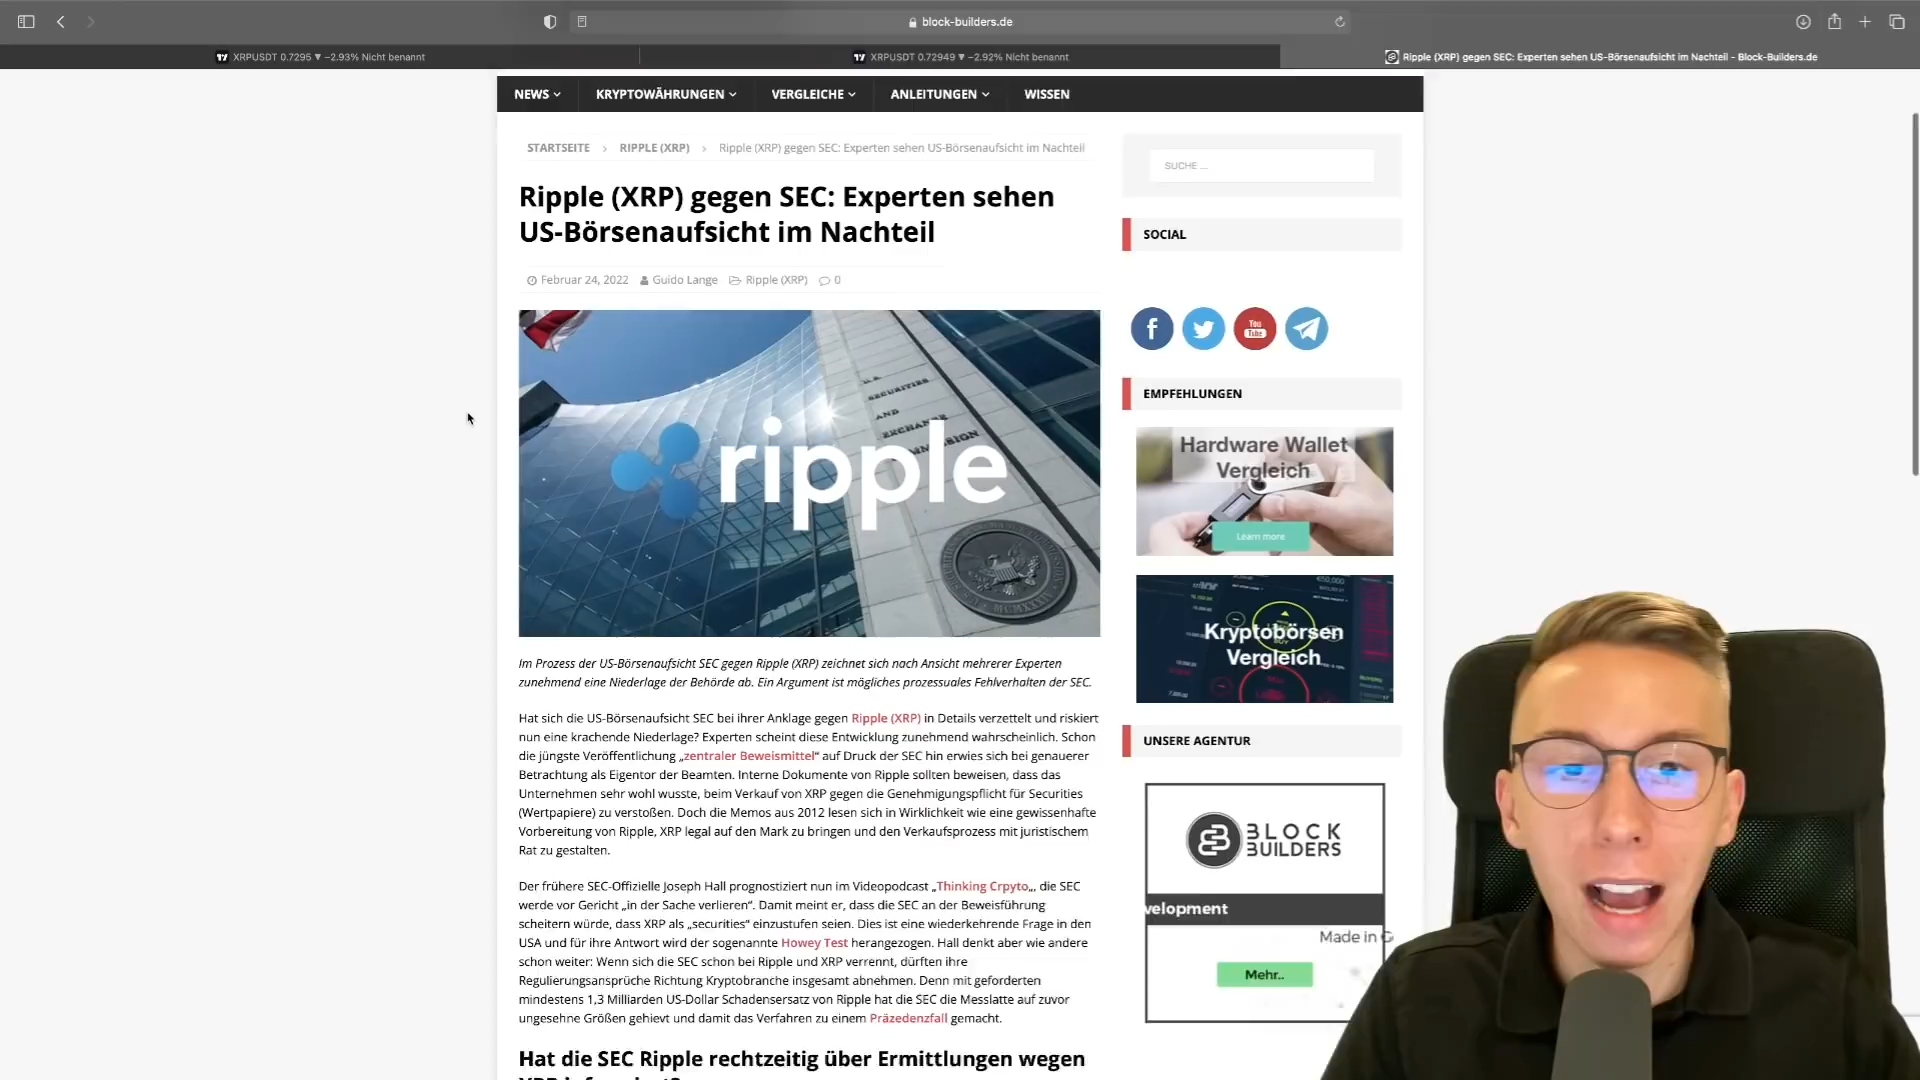 block-builders.de
XRPUSDT 0.7295 ▼ −2.93% Nicht benannt
XRPUSDT 0.72949 ▼ −2.92% Nicht benannt
Ripple (XRP) gegen SEC: Experten sehen US-Börsenaufsicht im Nachteil - Block-Builders.de
NEWS
KRYPTOWÄHRUNGEN
VERGLEICHE
ANLEITUNGEN
WISSEN
STARTSEITE › RIPPLE (XRP) › Ripple (XRP) gegen SEC: Experten sehen US-Börsenaufsicht im Nachteil
Ripple (XRP) gegen SEC: Experten sehen
US-Börsenaufsicht im Nachteil
Februar 24, 2022 Guido Lange Ripple (XRP) 0
SECURITIES
AND
EXCHANGE
COMMISSION
ripple
MCMXXXIV
Im Prozess der US-Börsenaufsicht SEC gegen Ripple (XRP) zeichnet sich nach Ansicht mehrerer Experten
zunehmend eine Niederlage der Behörde ab. Ein Argument ist mögliches prozessuales Fehlverhalten der SEC.
Hat sich die US-Börsenaufsicht SEC bei ihrer Anklage gegen Ripple (XRP) in Details verzettelt und riskiert
nun eine krachende Niederlage? Experten scheint diese Entwicklung zunehmend wahrscheinlich. Schon
die jüngste Veröffentlichung „zentraler Beweismittel“ auf Druck der SEC hin erwies sich bei genauerer
Betrachtung als Eigentor der Beamten. Interne Dokumente von Ripple sollten beweisen, dass das
Unternehmen sehr wohl wusste, beim Verkauf von XRP gegen die Genehmigungspflicht für Securities
(Wertpapiere) zu verstoßen. Doch die Memos aus 2012 lesen sich in Wirklichkeit wie eine gewissenhafte
Vorbereitung von Ripple, XRP legal auf den Mark zu bringen und den Verkaufsprozess mit juristischem
Rat zu gestalten.
Der frühere SEC-Offizielle Joseph Hall prognostiziert nun im Videopodcast „Thinking Crpyto„, die SEC
werde vor Gericht „in der Sache verlieren“. Damit meint er, dass die SEC an der Beweisführung
scheitern würde, dass XRP als „securities“ einzustufen seien. Dies ist eine wiederkehrende Frage in den
USA und für ihre Antwort wird der sogenannte Howey Test herangezogen. Hall denkt aber wie andere
schon weiter: Wenn sich die SEC schon bei Ripple und XRP verrennt, dürften ihre
Regulierungsansprüche Richtung Kryptobranche insgesamt abnehmen. Denn mit geforderten
mindestens 1,3 Milliarden US-Dollar Schadensersatz von Ripple hat die SEC die Messlatte auf zuvor
ungesehne Größen gehievt und damit das Verfahren zu einem Präzedenzfall gemacht.
Hat die SEC Ripple rechtzeitig über Ermittlungen wegen
SUCHE ...
SOCIAL
You
Tube
EMPFEHLUNGEN
Hardware Wallet
Vergleich
Learn more
Kryptobörsen
Vergleich
UNSERE AGENTUR
BLOCK
BUILDERS
velopment
Made in G
Mehr..